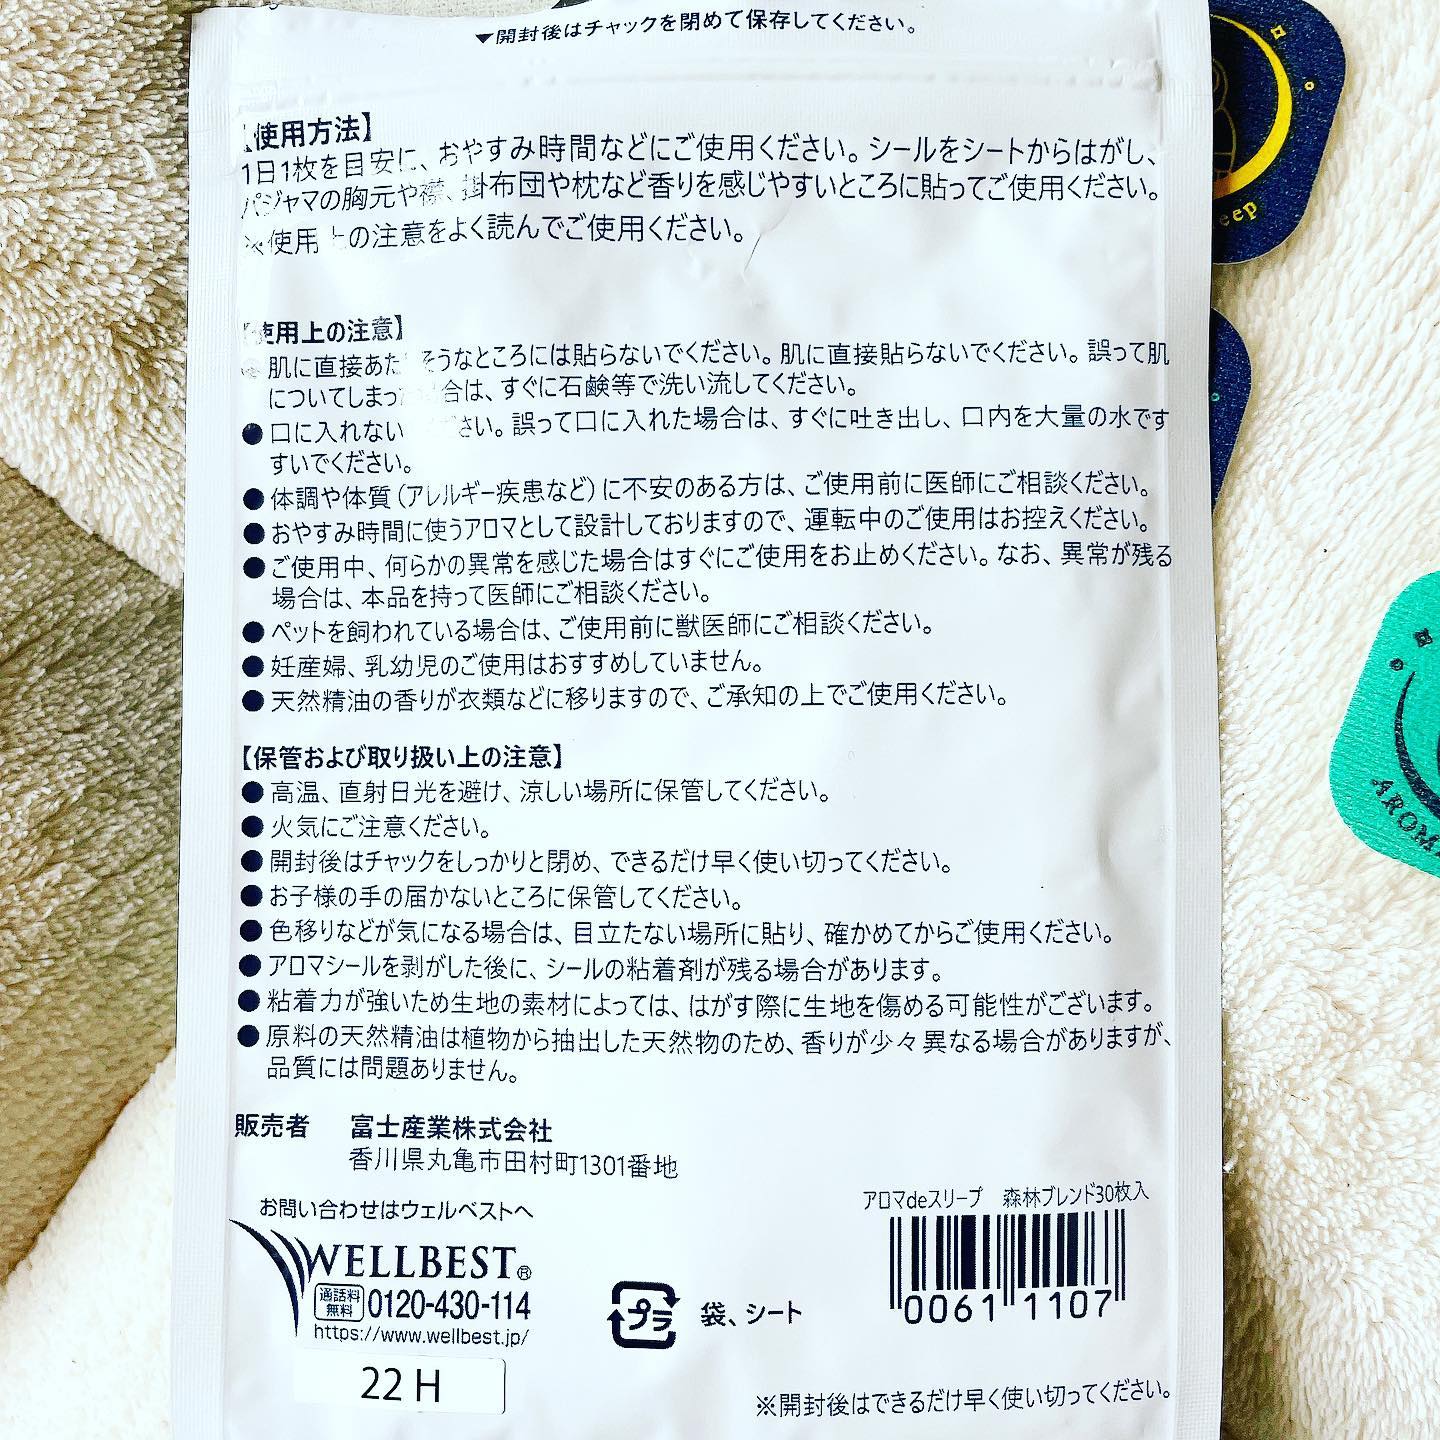 ▼開封後はチャックを閉めて保存してください。
【使用方法】
1日1枚を目安に、おやすみ時間などにご使用ください。シールをシートからはがし、
パジャマの胸元や襟、掛布団や枕など香りを感じやすいところに貼ってご使用ください。
※使用上の注意をよく読んでご使用ください。
【使用上の注意】
● 肌に直接あた そうなところには貼らないでください。肌に直接貼らないでください。誤って肌
についてしまっ 合は、すぐに石鹸等で洗い流してください。
● 口に入れない さい。誤って口に入れた場合は、すぐに吐き出し、口内を大量の水です
すいでください。
● 体調や体質（アレルギー疾患など）に不安のある方は、ご使用前に医師にご相談ください。
● おやすみ時間に使うアロマとして設計しておりますので、運転中のご使用はお控えください。
● ご使用中、何らかの異常を感じた場合はすぐにご使用をお止めください。なお、異常が残る
場合は、本品を持って医師にご相談ください。
● ペットを飼われている場合は、ご使用前に獣医師にご相談ください。
● 妊産婦、乳幼児のご使用はおすすめしていません。
● 天然精油の香りが衣類などに移りますので、ご承知の上でご使用ください。
【保管および取り扱い上の注意】
● 高温、直射日光を避け、涼しい場所に保管してください。
● 火気にご注意ください。
● 開封後はチャックをしっかりと閉め、できるだけ早く使い切ってください。
● お子様の手の届かないところに保管してください。
● 色移りなどが気になる場合は、目立たない場所に貼り、確かめてからご使用ください。
● アロマシールを剥がした後に、シールの粘着剤が残る場合があります。
● 粘着力が強いため生地の素材によっては、はがす際に生地を傷める可能性がございます。
● 原料の天然精油は植物から抽出した天然物のため、香りが少々異なる場合がありますが、
品質には問題ありません。
販売者 富士産業株式会社
香川県丸亀市田村町1301番地
お問い合わせはウェルベストへ
WELLBEST®
通話料無料 0120-430-114
https://www.wellbest.jp/
22 H
プラ 袋、シート
アロマdeスリープ 森林ブレンド30枚入
0061 1107
※開封後はできるだけ早く使い切ってください。
eep
AROM